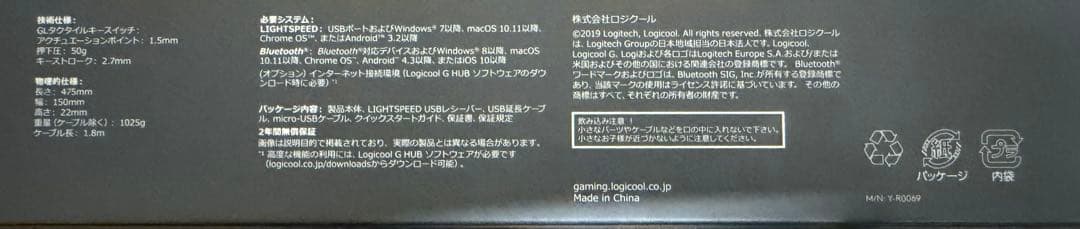 技術仕様:
GLタクタイルキースイッチ:
アクチュエーションポイント: 1.5mm
押下圧: 50g
キーストローク: 2.7mm
物理的仕様:
長さ: 475mm
幅: 150mm
高さ: 22mm
重量 (ケーブル除く): 1025g
ケーブル長: 1.8m
必要システム:
LIGHTSPEED: USBポートおよびWindows® 7以降、macOS 10.11以降、
Chrome OS™、またはAndroid™ 3.2以降
Bluetooth®: Bluetooth®対応デバイスおよびWindows® 8以降、macOS
10.11以降、Chrome OS™、Android™ 4.3以降、またはiOS 10以降
(オプション) インターネット接続環境 (Logicool G HUB ソフトウェアのダウ
ンロード時に必要) *¹
パッケージ内容: 製品本体、LIGHTSPEED USBレシーバー、USB延長ケーブ
ル、micro-USBケーブル、クイックスタートガイド、保証書、保証規定
2年間無償保証
画像は説明目的で掲載されており、実際の製品とは異なる場合があります。
*¹ 高度な機能の利用には、Logicool G HUB ソフトウェアが必要です
(logicool.co.jp/downloadsからダウンロード可能)。
株式会社ロジクール
©2019 Logitech, Logicool. All rights reserved. 株式会社ロジクール
は、Logitech Groupの日本地域担当の日本法人です。Logicool、
Logicool G、Logiおよび各ロゴはLogitech Europe S.A.および/または
米国およびその他の国における関連会社の登録商標です。 Bluetooth®
ワードマークおよびロゴは、Bluetooth SIG, Inc.が所有する登録商標で
あり、当該マークの使用はライセンス許諾に基づいています。 その他の
商標はすべて、それぞれの所有者の財産です。
飲み込み注意 !
小さなパーツやケーブルなどを口の中に入れないで下さい。
小さなお子様が近づかないように注意してください。
gaming.logicool.co.jp
Made in China
紙
パッケージ
プラ
内袋
M/N: Y-R0069